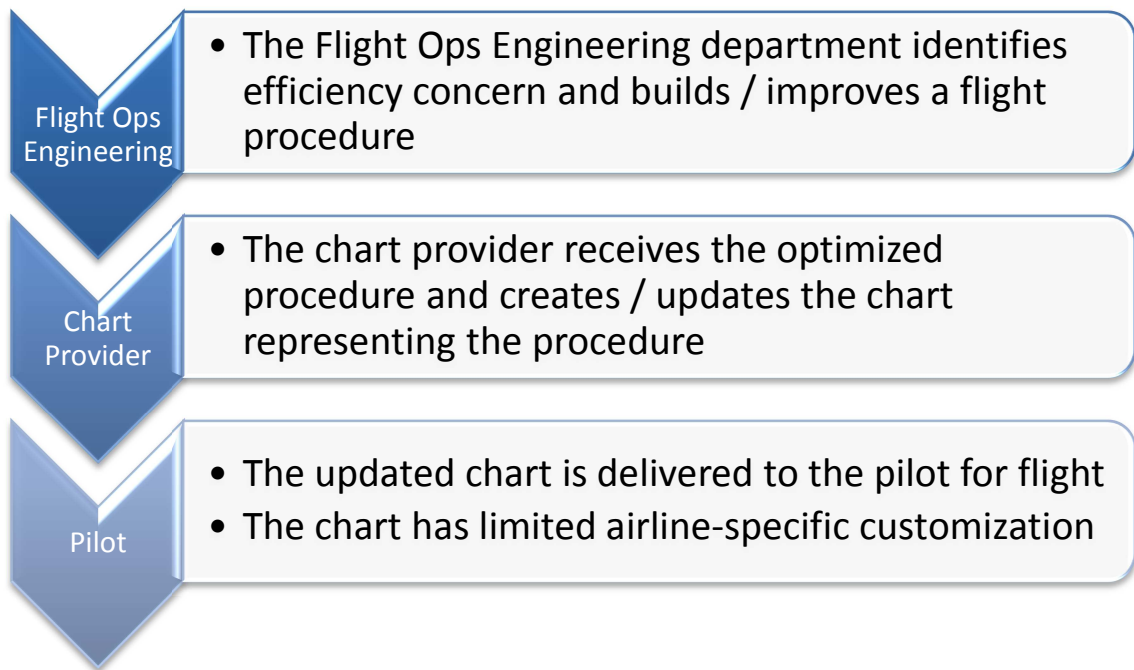 Flight Ops
Engineering
• The Flight Ops Engineering department identifies
efficiency concern and builds / improves a flight
procedure
Chart
Provider
• The chart provider receives the optimized
procedure and creates / updates the chart
representing the procedure
Pilot
• The updated chart is delivered to the pilot for flight
• The chart has limited airline-specific customization